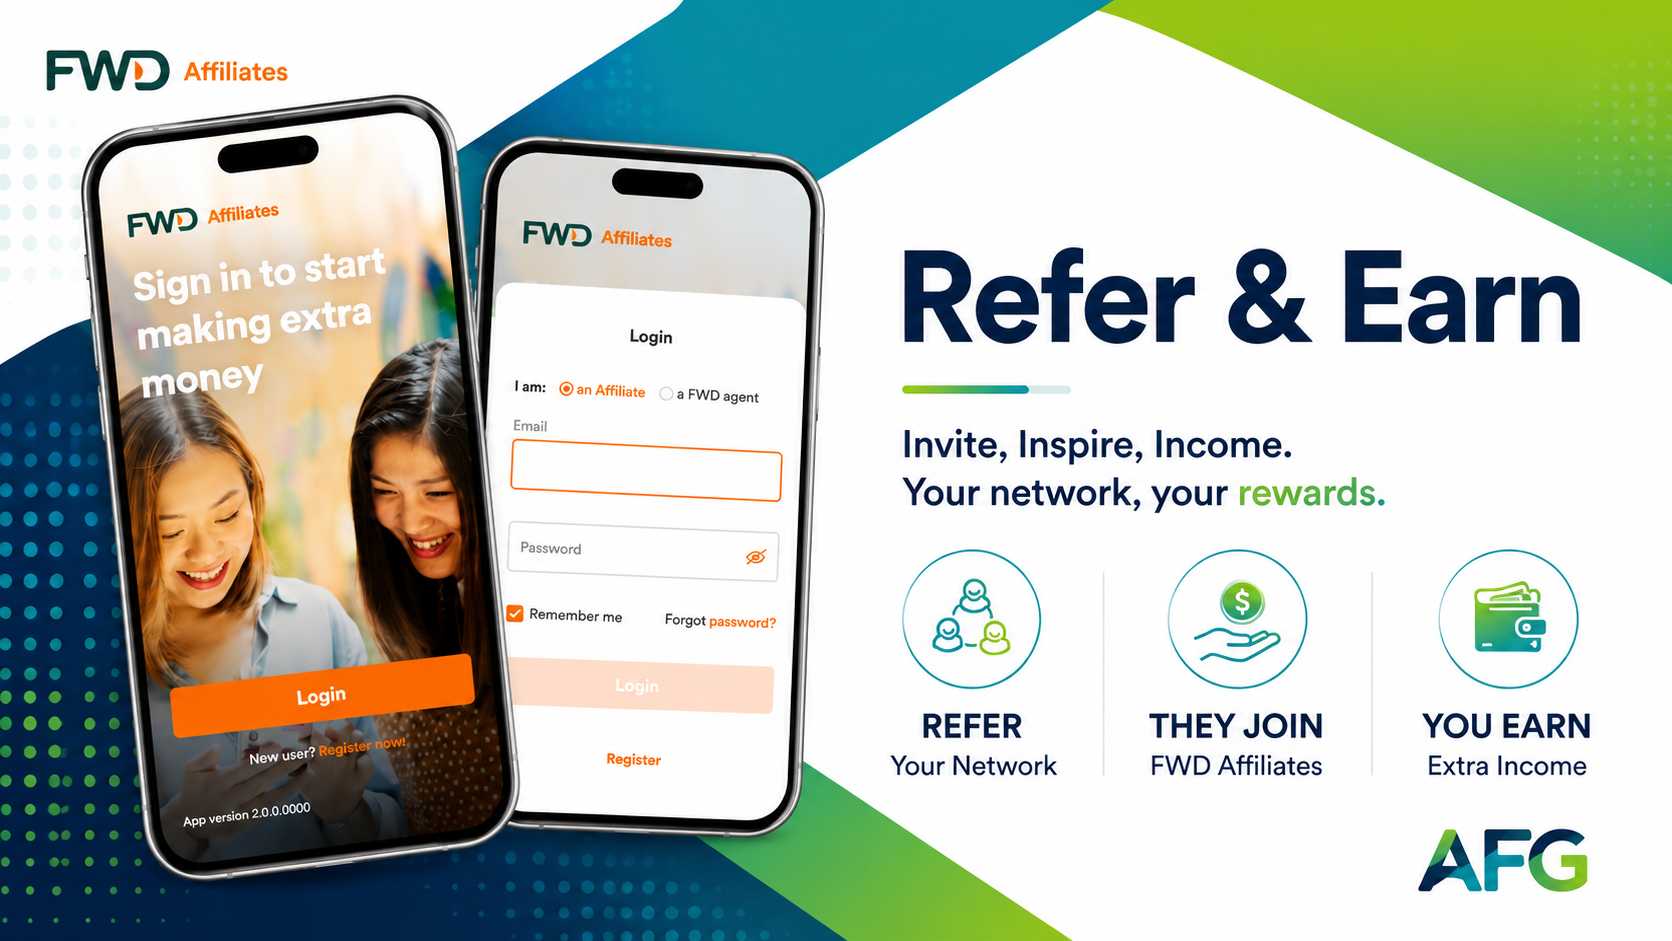 FWD Affiliates
FWD Affiliates
Sign in to start
making extra
money
Login
New user? Register now!
App version 2.0.0.0000
FWD Affiliates
Login
I am: an Affiliate a FWD agent
Email
Password
Remember me Forgot password?
Login
Register
Refer & Earn
Invite, Inspire, Income.
Your network, your rewards.
REFER
Your Network
$
THEY JOIN
FWD Affiliates
YOU EARN
Extra Income
AFG